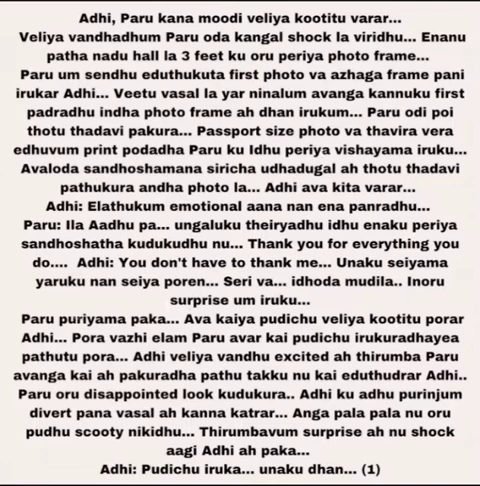 Adhi, Paru kana moodi veliya kootitu varar...
Veliya vandhadhum Paru oda kangal shock la viridhu... Enanu
patha nadu hall la 3 feet ku oru periya photo frame...
Paru um sendhu eduthukuta first photo va azhaga frame pani
irukar Adhi... Veetu vasal la yar ninalum avanga kannuku first
padradhu indha photo frame ah dhan irukum... Paru odi poi
thotu thadavi pakura... Passport size photo va thavira vera
edhuvum print podadha Paru ku Idhu periya vishayama iruku...
Avaloda sandhoshamana siricha udhadugal ah thotu thadavi
pathukura andha photo la... Adhi ava kita varar...
Adhi: Elathukum emotional aana nan ena panradhu...
Paru: Ila Aadhu pa... ungaluku theiryadhu idhu enaku periya
sandhoshatha kudukudhu nu... Thank you for everything you
do.... Adhi: You don't have to thank me... Unaku seiyama
yaruku nan seiya poren... Seri va... idhoda mudila.. Inoru
surprise um iruku...
Paru puriyama paka... Ava kaiya pudichu veliya kootitu porar
Adhi... Pora vazhi elam Paru avar kai pudichu irukuradhayea
pathutu pora... Adhi veliya vandhu excited ah thirumba Paru
avanga kai ah pakuradha pathu takku nu kai eduthudrar Adhi..
Paru oru disappointed look kudukura.. Adhi ku adhu purinjum
divert pana vasal ah kanna katrar... Anga pala pala nu oru
pudhu scooty nikidhu... Thirumbavum surprise ah nu shock
aagi Adhi ah paka...
Adhi: Pudichu iruka... unaku dhan... (1)